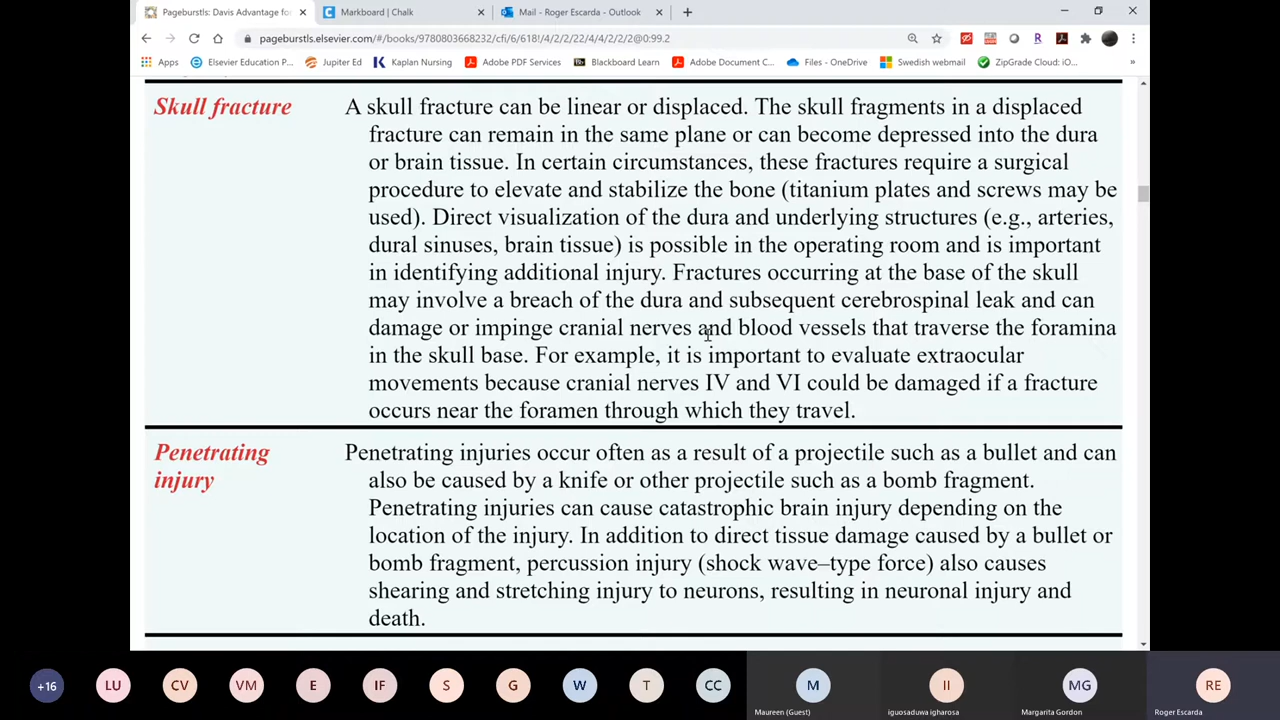 Pageburstls: Davis Advantage for
Markboard | Chalk
Mail - Roger Escarda - Outlook
pageburstls.elsevier.com/#/books/9780803668232/cfi/6/618!/4/2/2/22/4/4/2/2/2@0:99.2
Apps
Elsevier Education P...
Jupiter Ed
Kaplan Nursing
Adobe PDF Services
Blackboard Learn
Adobe Document C...
Files - OneDrive
Swedish webmail
ZipGrade Cloud: iO...
Skull fracture
A skull fracture can be linear or displaced. The skull fragments in a displaced
fracture can remain in the same plane or can become depressed into the dura
or brain tissue. In certain circumstances, these fractures require a surgical
procedure to elevate and stabilize the bone (titanium plates and screws may be
used). Direct visualization of the dura and underlying structures (e.g., arteries,
dural sinuses, brain tissue) is possible in the operating room and is important
in identifying additional injury. Fractures occurring at the base of the skull
may involve a breach of the dura and subsequent cerebrospinal leak and can
damage or impinge cranial nerves and blood vessels that traverse the foramina
in the skull base. For example, it is important to evaluate extraocular
movements because cranial nerves IV and VI could be damaged if a fracture
occurs near the foramen through which they travel.
Penetrating
injury
Penetrating injuries occur often as a result of a projectile such as a bullet and can
also be caused by a knife or other projectile such as a bomb fragment.
Penetrating injuries can cause catastrophic brain injury depending on the
location of the injury. In addition to direct tissue damage caused by a bullet or
bomb fragment, percussion injury (shock wave–type force) also causes
shearing and stretching injury to neurons, resulting in neuronal injury and
death.
+16
LU
CV
VM
E
IF
S
G
W
T
CC
M
II
MG
RE
Maureen (Guest)
iguosaduwa igharosa
Margarita Gordon
Roger Escarda